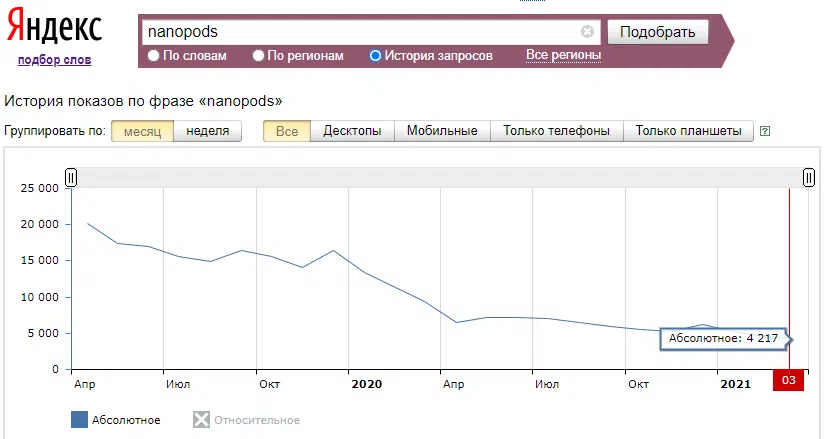 Яндекс
подбор слов
nanopods
Подобрать
По словам По регионам История запросов Все регионы
История показов по фразе «nanopods»
Группировать по: месяц неделя Все Десктопы Мобильные Только телефоны Только планшеты ?
25 000
20 000
15 000
10 000
5 000
Абсолютное: 4 217
0
Апр Июл Окт 2020 Апр Июл Окт 2021 03
Абсолютное Относительное